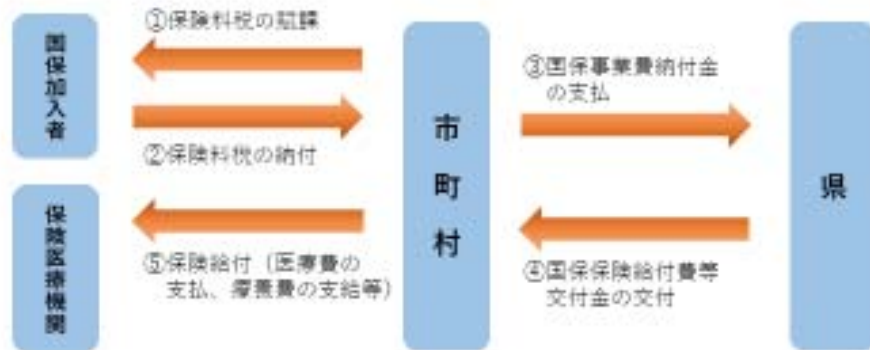 国保加入者
①保険料税の賦課
②保険料税の納付
市町村
③国保事業費納付金
の支払
県
④国保保険給付費等
交付金の交付
保険医療機関
⑤保険給付（医療費の
支払、療養費の支給等）